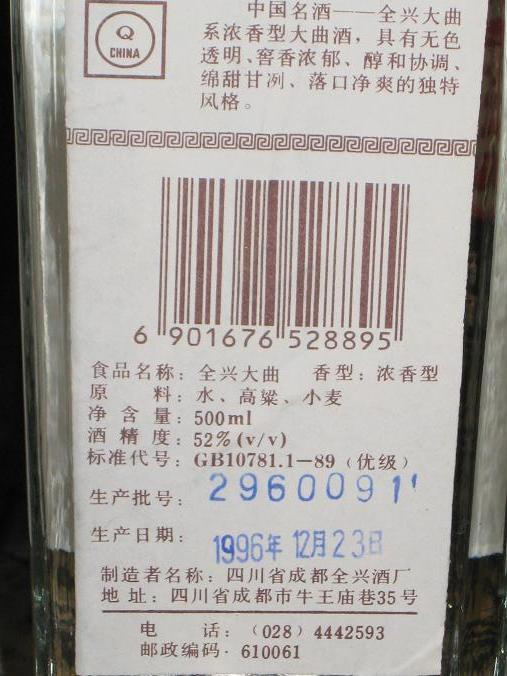 Q
CHINA
中国名酒——全兴大曲
系浓香型大曲酒,具有无色
透明、窖香浓郁、醇和协调、
绵甜甘冽、落口净爽的独特
风格。
6 901676 528895
食品名称:全兴大曲 香型:浓香型
原 料:水、高粱、小麦
净含量:500ml
酒精度:52%(v/v)
标准代号:GB10781.1-89(优级)
生产批号:2960091
生产日期:1996年12月23日
制造者名称:四川省成都全兴酒厂
地址:四川省成都市牛王庙巷35号
电 话:(028)4442593
邮政编码·610061